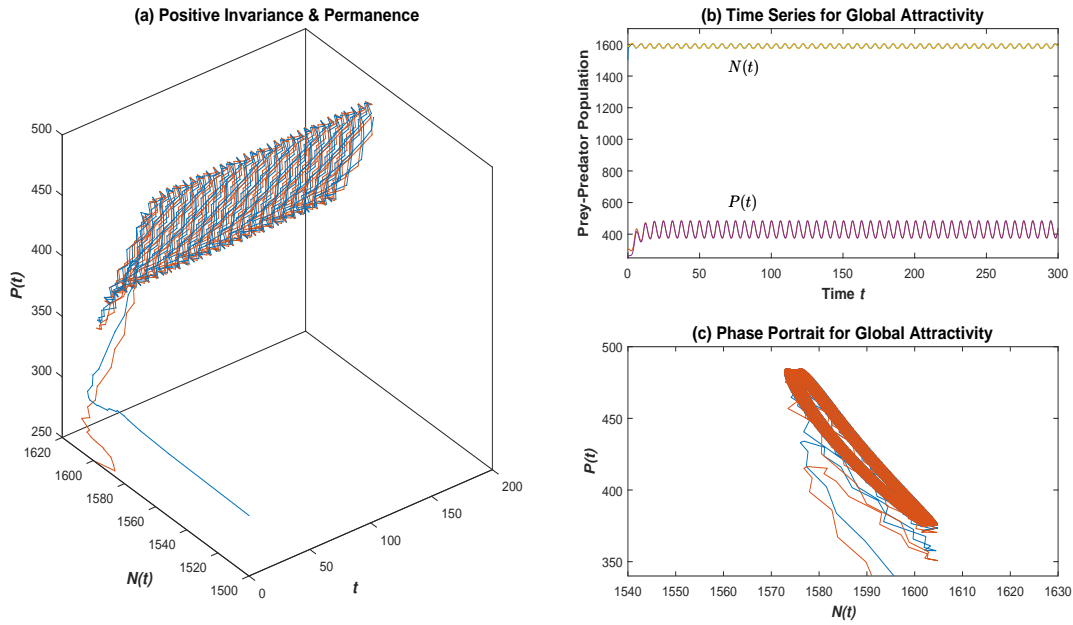 (a) Positive Invariance & Permanence
500
450
400
350
300
250
P(t)
1620
1600
1580
1560
1540
1520
1500
N(t)
0
50
100
150
200
t
(b) Time Series for Global Attractivity
1600
1400
1200
1000
800
600
400
Prey-Predator Population
N(t)
P(t)
0 50 100 150 200 250 300
Time t
(c) Phase Portrait for Global Attractivity
500
450
400
350
P(t)
1540 1550 1560 1570 1580 1590 1600 1610 1620 1630
N(t)